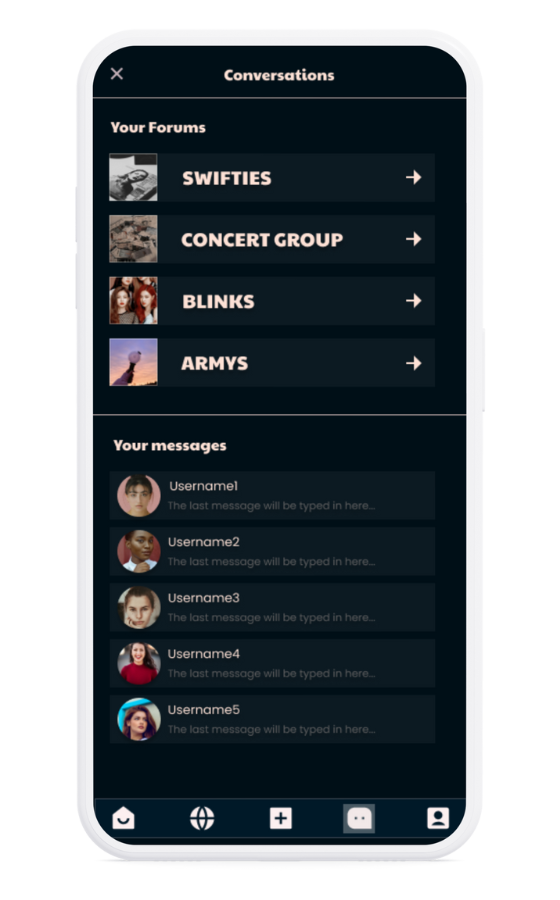 Conversations
Your Forums
SWIFTIES
CONCERT GROUP
BLINKS
ARMYS
Your messages
Username1
The last message will be typed in here...
Username2
The last message will be typed in here...
Username3
The last message will be typed in here...
Username4
The last message will be typed in here...
Username5
The last message will be typed in here...